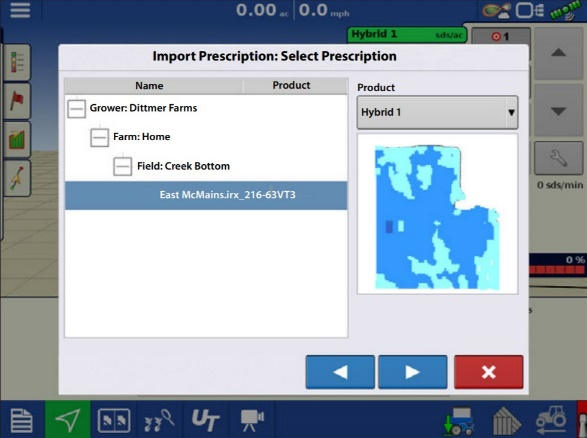 0.00 ac 0.0 mph
Hybrid 1 sds/ac 1
Import Prescription: Select Prescription
Name Product
Product
Grower: Dittmer Farms
Hybrid 1
Farm: Home
Field: Creek Bottom
East McMains.irx_216-63VT3
0 sds/min
0 %
s
UT